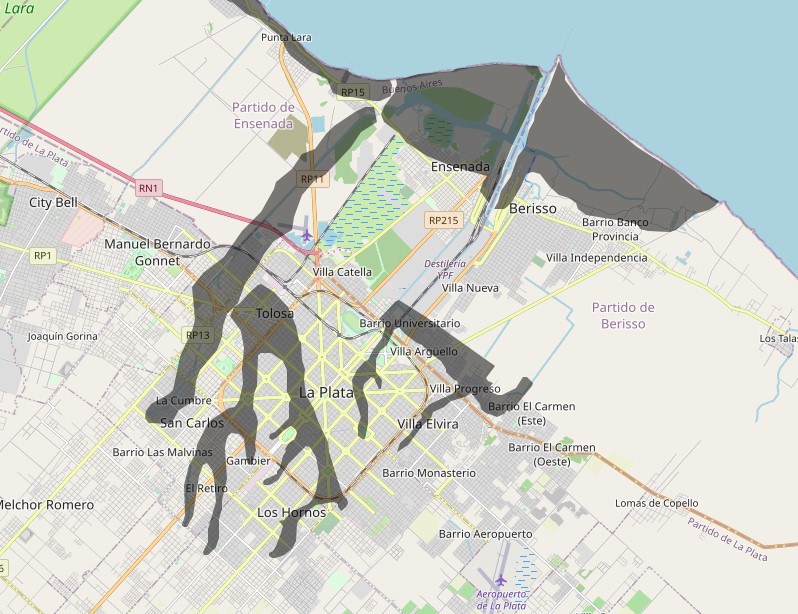 Lara
Punta Lara
RP15
Buenos Aires
Partido de
Ensenada
Partido de La Plata
RN1
RP11
Ensenada
City Bell
RP215
Berisso
Barrio Banco
Provincia
Manuel Bernardo
Gonnet
RP1
Villa Catella
Destilería
YPF
Villa Independencia
Villa Nueva
Tolosa
Barrio Universitario
Partido de
Berisso
Joaquín Gorina
RP13
Villa Argüello
Los Talas
La Plata
Villa Progreso
La Cumbre
San Carlos
Barrio El Carmen
(Este)
Villa Elvira
Barrio Las Malvinas
Gambier
Barrio El Carmen
(Oeste)
Barrio Monasterio
El Retiro
Melchor Romero
Los Hornos
Lomas de Copello
Partido de La Plata
Barrio Aeropuerto
6
Aeropuerto
de La Plata